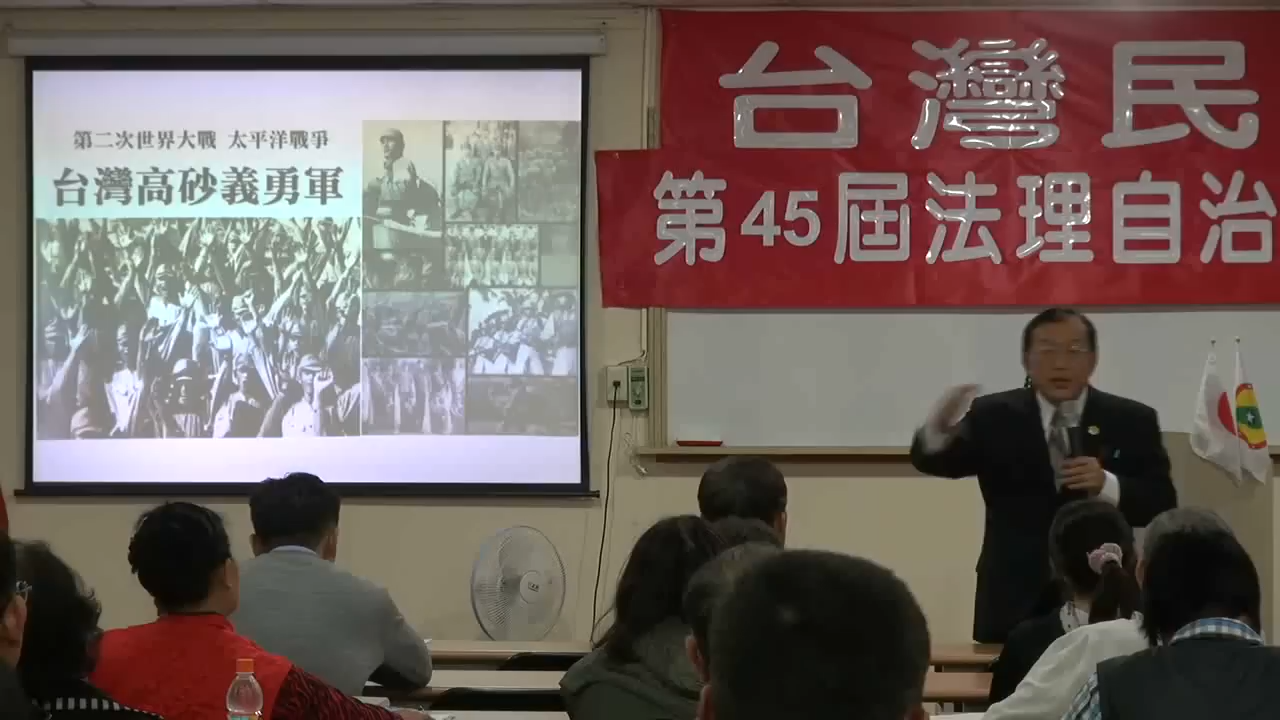 第二次世界大戰 太平洋戰爭
台灣高砂義勇軍
台灣民
第45屆法理自治